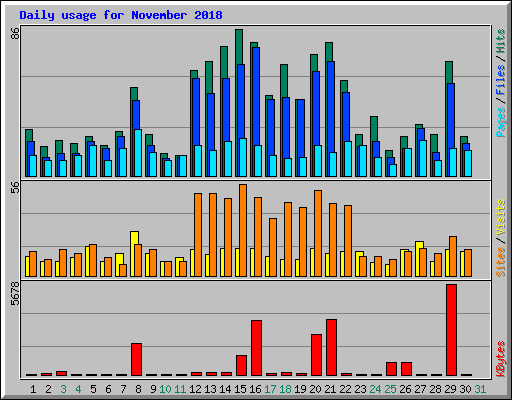 Daily usage for November 2018
86
Pages/Files/Hits
56
Sites/Visits
5678
KBytes
1 2 3 4 5 6 7 8 9 10 11 12 13 14 15 16 17 18 19 20 21 22 23 24 25 26 27 28 29 30 31